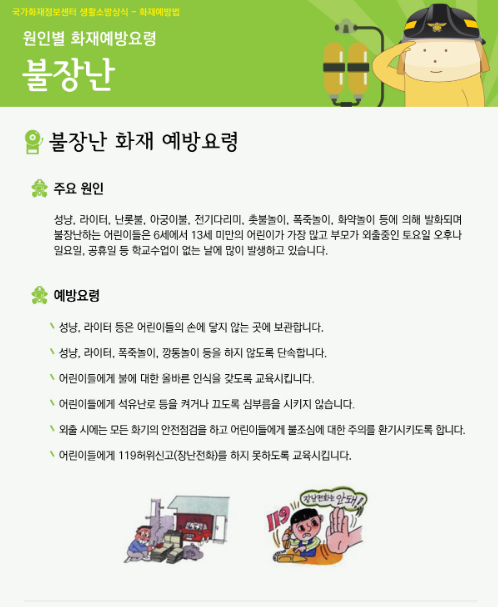 국가화재정보센터 생활소방상식 - 화재예방법
원인별 화재예방요령
불장난
불장난 화재 예방요령
주요 원인
성냥, 라이터, 난롯불, 아궁이불, 전기다리미, 촛불놀이, 폭죽놀이, 화약놀이 등에 의해 발화되며
불장난하는 어린이들은 6세에서 13세 미만의 어린이가 가장 많고 부모가 외출중인 토요일 오후나
일요일, 공휴일 등 학교수업이 없는 날에 많이 발생하고 있습니다.
예방요령
성냥, 라이터 등은 어린이들의 손에 닿지 않는 곳에 보관합니다.
성냥, 라이터, 폭죽놀이, 깡통놀이 등을 하지 않도록 단속합니다.
어린이들에게 불에 대한 올바른 인식을 갖도록 교육시킵니다.
어린이들에게 석유난로 등을 켜거나 끄도록 심부름을 시키지 않습니다.
외출 시에는 모든 화기의 안전점검을 하고 어린이들에게 불조심에 대한 주의를 환기시키도록 합니다.
어린이들에게 119허위신고(장난전화)를 하지 못하도록 교육시킵니다.
장난전화는 안돼!
119